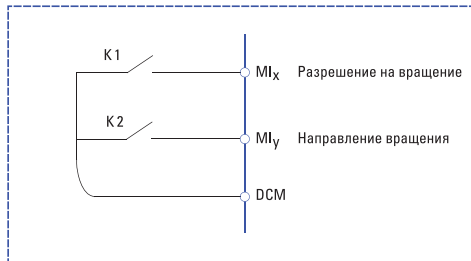 K1
MIx Разрешение на вращение
K2
MIy Направление вращения
DCM